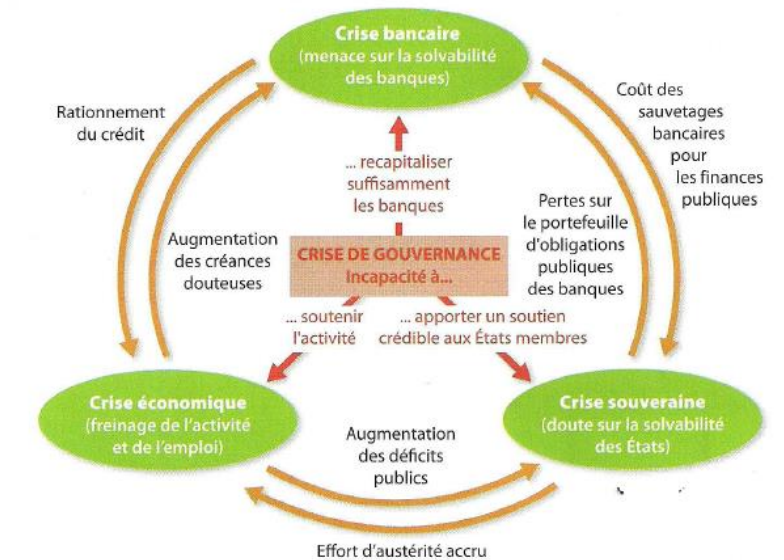 Crise bancaire
(menace sur la solvabilité
des banques)
Rationnement
du crédit
Coût des
sauvetages
bancaires
pour
les finances
publiques
... recapitaliser
suffisamment
les banques
Augmentation
des créances
douteuses
Pertes sur
le portefeuille
d'obligations
publiques
des banques
CRISE DE GOUVERNANCE
Incapacité à...
... soutenir
l'activité
... apporter un soutien
crédible aux États membres
Crise économique
(freinage de l'activité
et de l'emploi)
Crise souveraine
(doute sur la solvabilité
des États)
Augmentation
des déficits
publics
Effort d'austérité accru